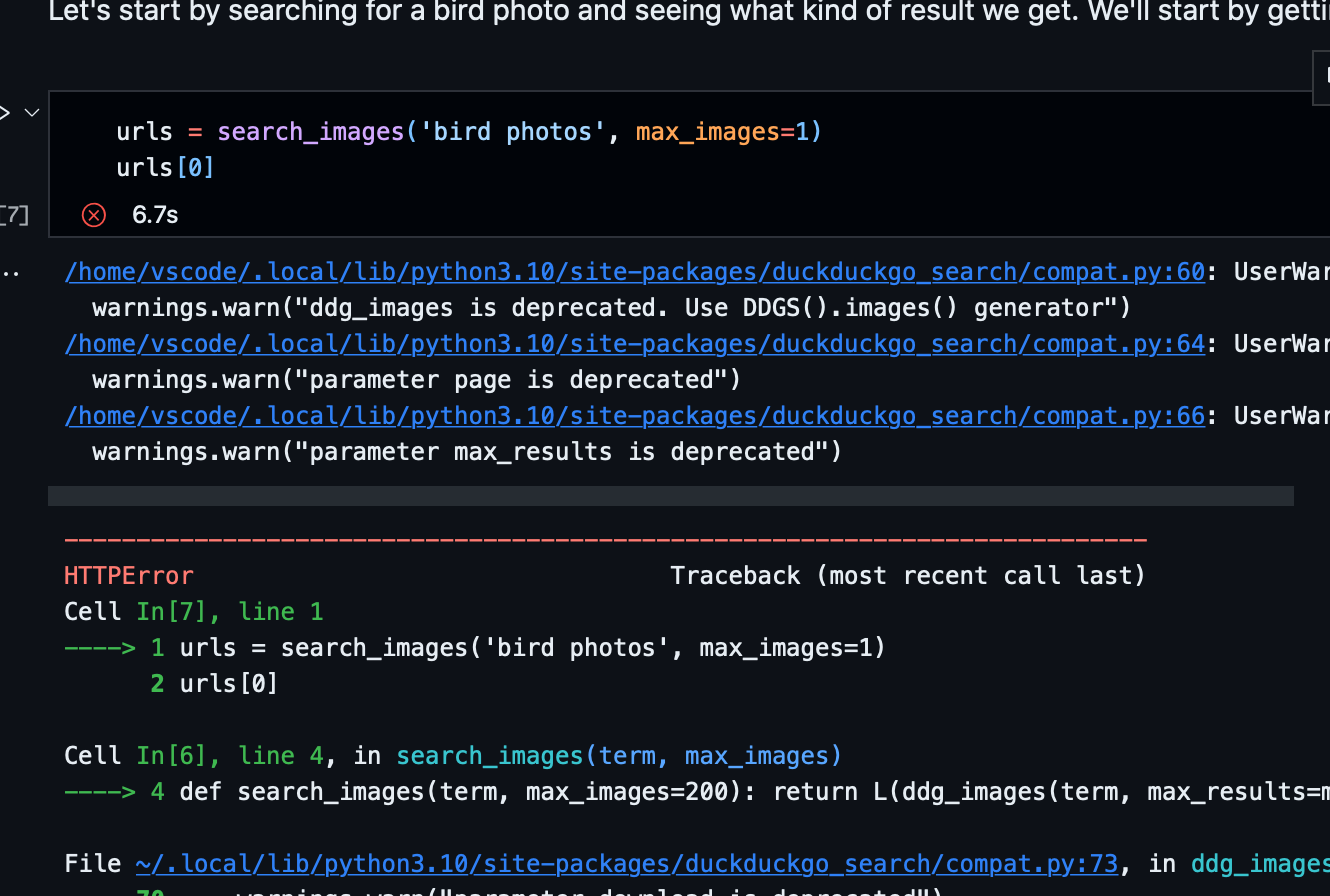 Let's start by searching for a bird photo and seeing what kind of result we get. We'll start by getti
urls = search_images('bird photos', max_images=1)
urls[0]
[7]
6.7s
/home/vscode/.local/lib/python3.10/site-packages/duckduckgo_search/compat.py:60: UserWar
warnings.warn("ddg_images is deprecated. Use DDGS().images() generator")
/home/vscode/.local/lib/python3.10/site-packages/duckduckgo_search/compat.py:64: UserWar
warnings.warn("parameter page is deprecated")
/home/vscode/.local/lib/python3.10/site-packages/duckduckgo_search/compat.py:66: UserWar
warnings.warn("parameter max_results is deprecated")
---------------------------------------------------------------------------
HTTPError Traceback (most recent call last)
Cell In[7], line 1
----> 1 urls = search_images('bird photos', max_images=1)
2 urls[0]
Cell In[6], line 4, in search_images(term, max_images)
----> 4 def search_images(term, max_images=200): return L(ddg_images(term, max_results=m
File ~/.local/lib/python3.10/site-packages/duckduckgo_search/compat.py:73, in ddg_images
70 warnings.warn("parameter download is deprecated")